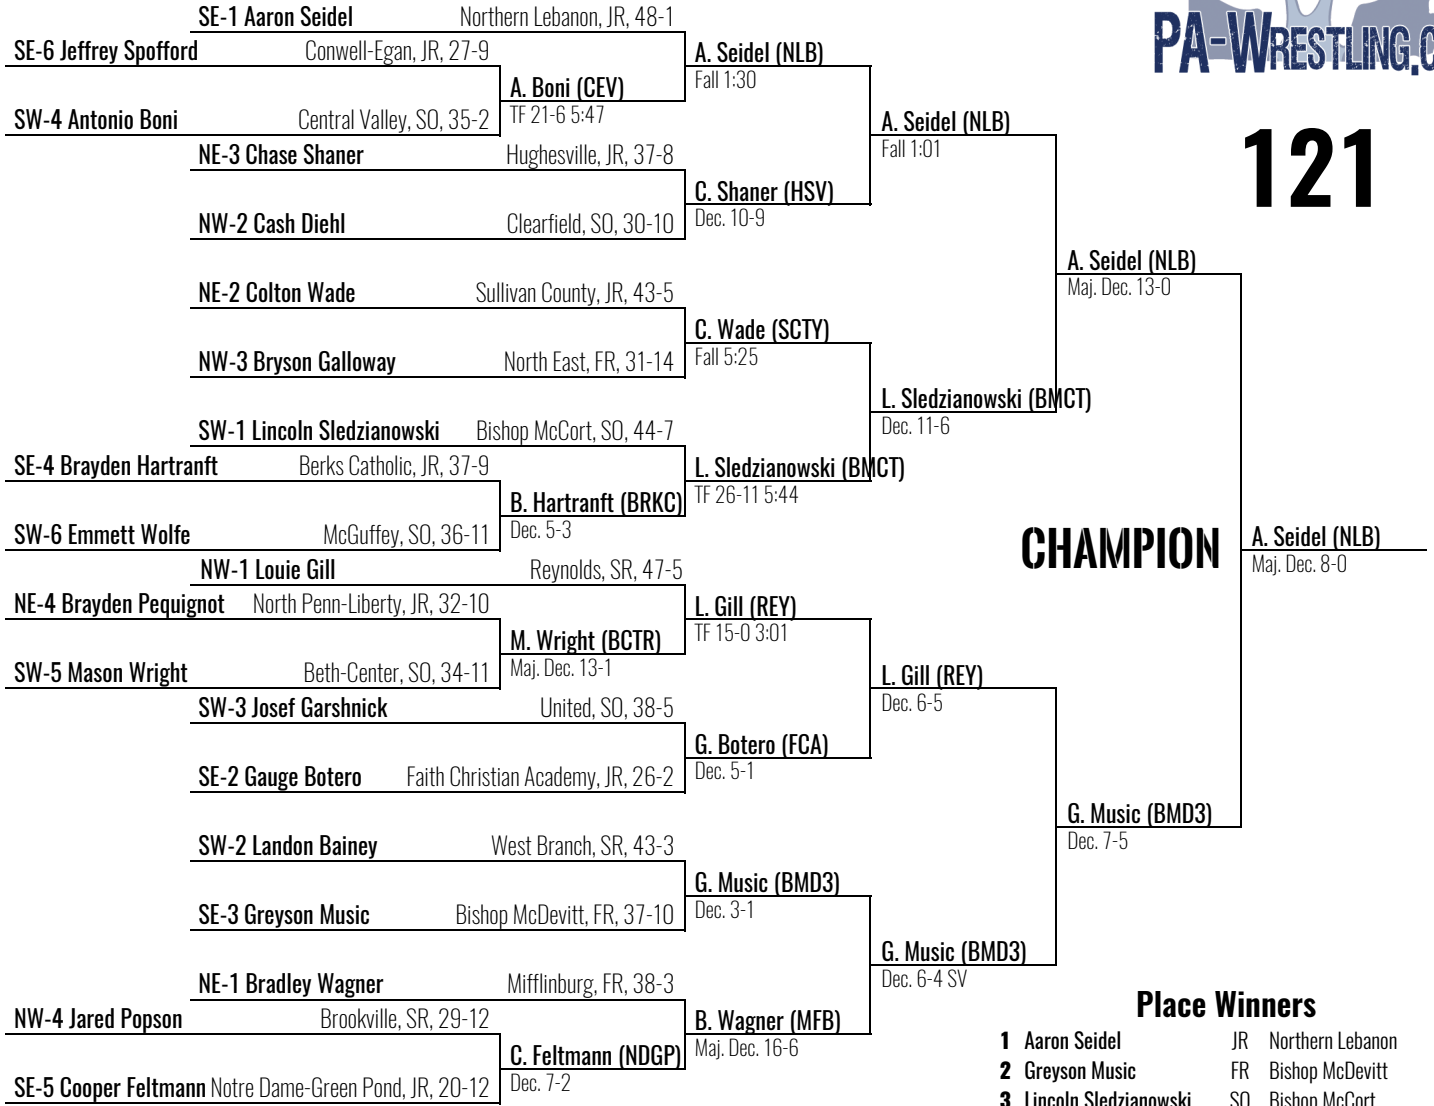 SE-1 Aaron Seidel Northern Lebanon, JR, 48-1
SE-6 Jeffrey Spofford Conwell-Egan, JR, 27-9
A. Seidel (NLB)
Fall 1:30
A. Boni (CEV)
TF 21-6 5:47
SW-4 Antonio Boni Central Valley, SO, 35-2
A. Seidel (NLB)
Fall 1:01
NE-3 Chase Shaner Hughesville, JR, 37-8
C. Shaner (HSV)
Dec. 10-9
NW-2 Cash Diehl Clearfield, SO, 30-10
PA-WRESTLING.C
121
A. Seidel (NLB)
Maj. Dec. 13-0
NE-2 Colton Wade Sullivan County, JR, 43-5
C. Wade (SCTY)
Fall 5:25
NW-3 Bryson Galloway North East, FR, 31-14
L. Sledzianowski (BMCT)
Dec. 11-6
SW-1 Lincoln Sledzianowski Bishop McCort, SO, 44-7
SE-4 Brayden Hartranft Berks Catholic, JR, 37-9
L. Sledzianowski (BMCT)
TF 26-11 5:44
B. Hartranft (BRKC)
Dec. 5-3
SW-6 Emmett Wolfe McGuffey, SO, 36-11
CHAMPION
A. Seidel (NLB)
Maj. Dec. 8-0
NW-1 Louie Gill Reynolds, SR, 47-5
NE-4 Brayden Pequignot North Penn-Liberty, JR, 32-10
L. Gill (REY)
TF 15-0 3:01
M. Wright (BCTR)
Maj. Dec. 13-1
SW-5 Mason Wright Beth-Center, SO, 34-11
L. Gill (REY)
Dec. 6-5
SW-3 Josef Garshnick United, SO, 38-5
G. Botero (FCA)
Dec. 5-1
SE-2 Gauge Botero Faith Christian Academy, JR, 26-2
G. Music (BMD3)
Dec. 7-5
SW-2 Landon Bainey West Branch, SR, 43-3
G. Music (BMD3)
Dec. 3-1
SE-3 Greyson Music Bishop McDevitt, FR, 37-10
G. Music (BMD3)
Dec. 6-4 SV
NE-1 Bradley Wagner Mifflinburg, FR, 38-3
NW-4 Jared Popson Brookville, SR, 29-12
B. Wagner (MFB)
Maj. Dec. 16-6
C. Feltmann (NDGP)
Dec. 7-2
SE-5 Cooper Feltmann Notre Dame-Green Pond, JR, 20-12
Place Winners
1 Aaron Seidel JR Northern Lebanon
2 Greyson Music FR Bishop McDevitt
3 Lincoln Sledzianowski SO Bishop McCort